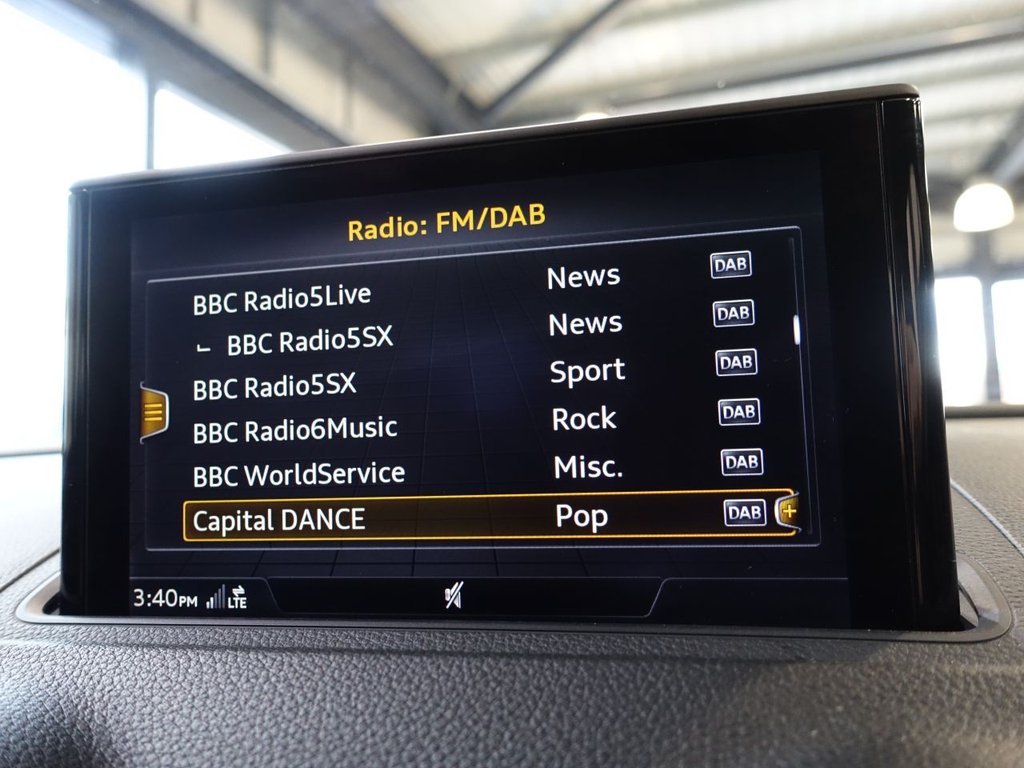 Radio: FM/DAB
BBC Radio5Live News DAB
BBC Radio5SX News DAB
BBC Radio5SX Sport DAB
BBC Radio6Music Rock DAB
BBC WorldService Misc. DAB
Capital DANCE Pop DAB +
3:40PM LTE